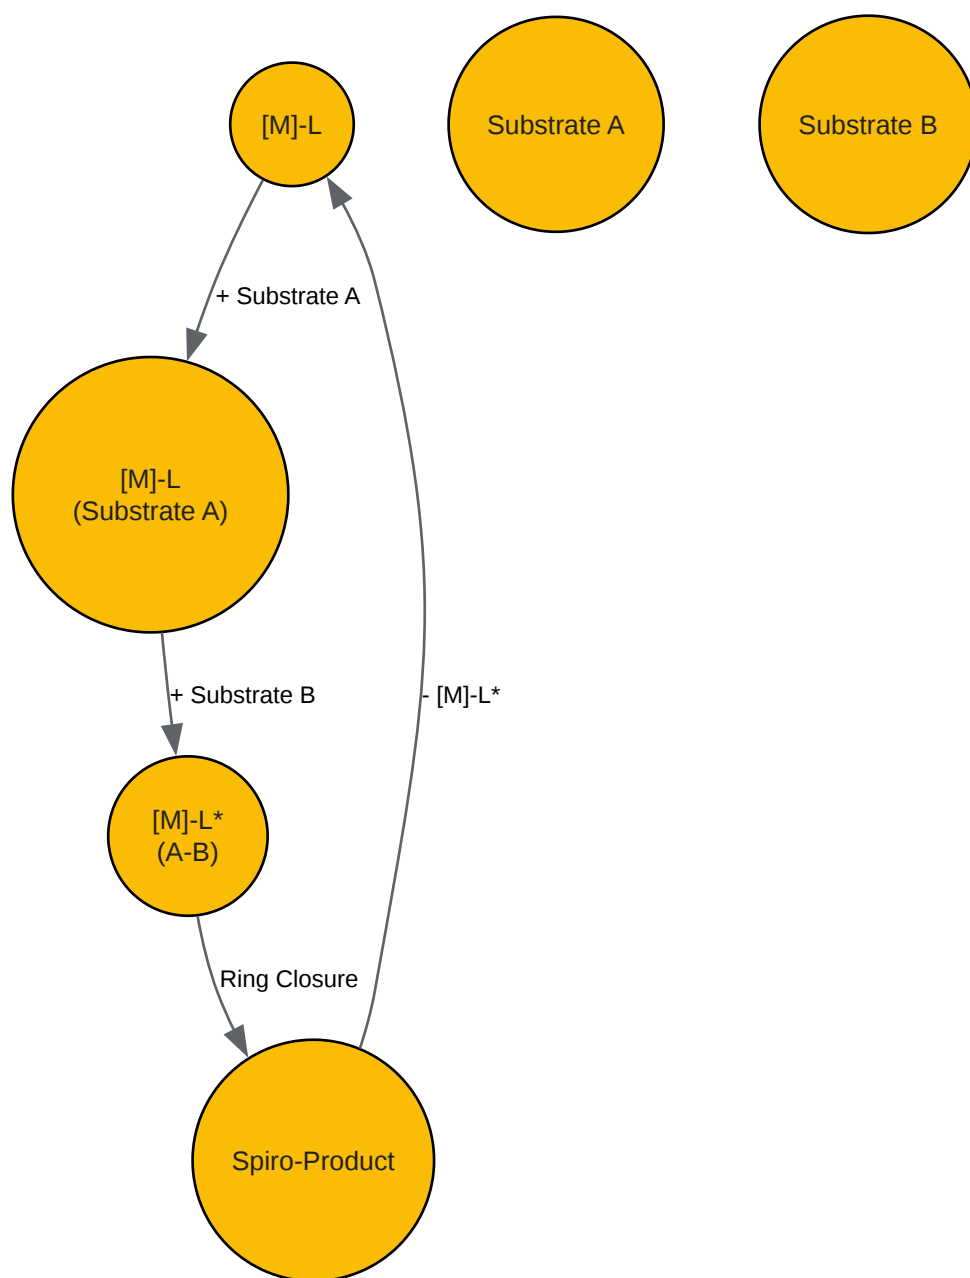 [M]-L
Substrate A
Substrate B
+ Substrate A
[M]-L
(Substrate A)
+ Substrate B
- [M]-L*
[M]-L*
(A-B)
Ring Closure
Spiro-Product